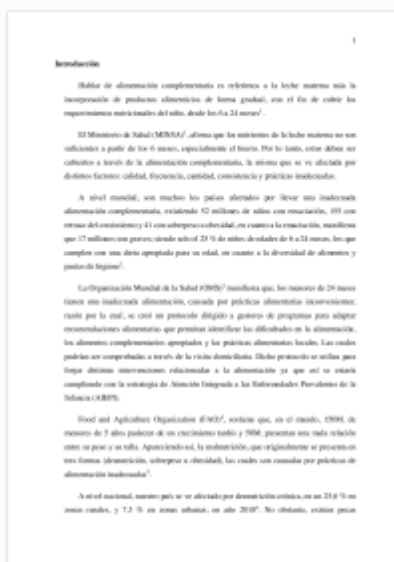 1
Introducción
Hablar de alimentación complementaria es referirnos a la leche materna más la
incorporación de productos alimenticios de forma gradual, con el fin de cubrir los
requerimientos nutricionales del niño, desde los 6 a 24 meses¹.
El Ministerio de Salud (MINSA)², afirma que los nutrientes de la leche materna no son
suficientes a partir de los 6 meses, especialmente el hierro. Por lo tanto, estos deben ser
cubiertos a través de la alimentación complementaria, la misma que se ve afectada por
distintos factores: calidad, frecuencia, cantidad, consistencia y prácticas inadecuadas.
A nivel mundial, son muchos los países afectados por llevar una inadecuada
alimentación complementaria, existiendo 52 millones de niños con emaciación, 155 con
retraso del crecimiento y 41 con sobrepeso u obesidad, en cuanto a la emaciación, manifiesta
que 17 millones son graves; siendo solo el 25 % de niños de edades de 6 a 24 meses, los que
cumplen con una dieta apropiada para su edad, en cuanto a la diversidad de alimentos y
pautas de higiene².
La Organización Mundial de la Salud (OMS)³ manifiesta que, los menores de 24 meses
tienen una inadecuada alimentación, causada por prácticas alimentarias inconvenientes;
razón por la cual, se creó un protocolo dirigido a gestores de programas para adaptar
recomendaciones alimentarias que permitan identificar las dificultades en la alimentación,
los alimentos complementarios apropiados y las prácticas alimentarias locales. Las cuales
podrían ser comprobadas a través de la visita domiciliaria. Dicho protocolo se utiliza para
forjar distintas intervenciones relacionadas a la alimentación ya que así se estaría
cumpliendo con la estrategia de Atención Integrada a las Enfermedades Prevalentes de la
Infancia (AIEPI).
Food and Agriculture Organization (FAO)⁴, sostiene que, en el mundo, 150M. de
menores de 5 años padecen de un crecimiento tardío y 50M. presentan una mala relación
entre su peso y su talla. Apareciendo así, la malnutrición, que originalmente se presenta en
tres formas (desnutrición, sobrepeso u obesidad), las cuales son causadas por prácticas de
alimentación inadecuadas⁵.
A nivel nacional, nuestro país se ve afectado por desnutrición crónica, en un 25,6 % en
zonas rurales, y 7.3 % en zonas urbanas, en año 2018⁶. No obstante, existen pocas